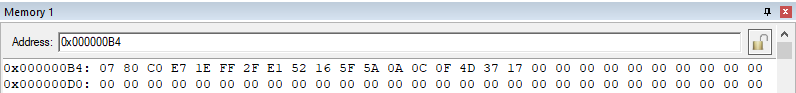 Memory 1
Address: 0x000000B4
0x000000B4: 07 80 C0 E7 1E FF 2F E1 52 16 5F 5A 0A 0C 0F 4D 37 17 00 00 00 00 00 00 00 00 00 00
0x000000D0: 00 00 00 00 00 00 00 00 00 00 00 00 00 00 00 00 00 00 00 00 00 00 00 00 00 00 00 00